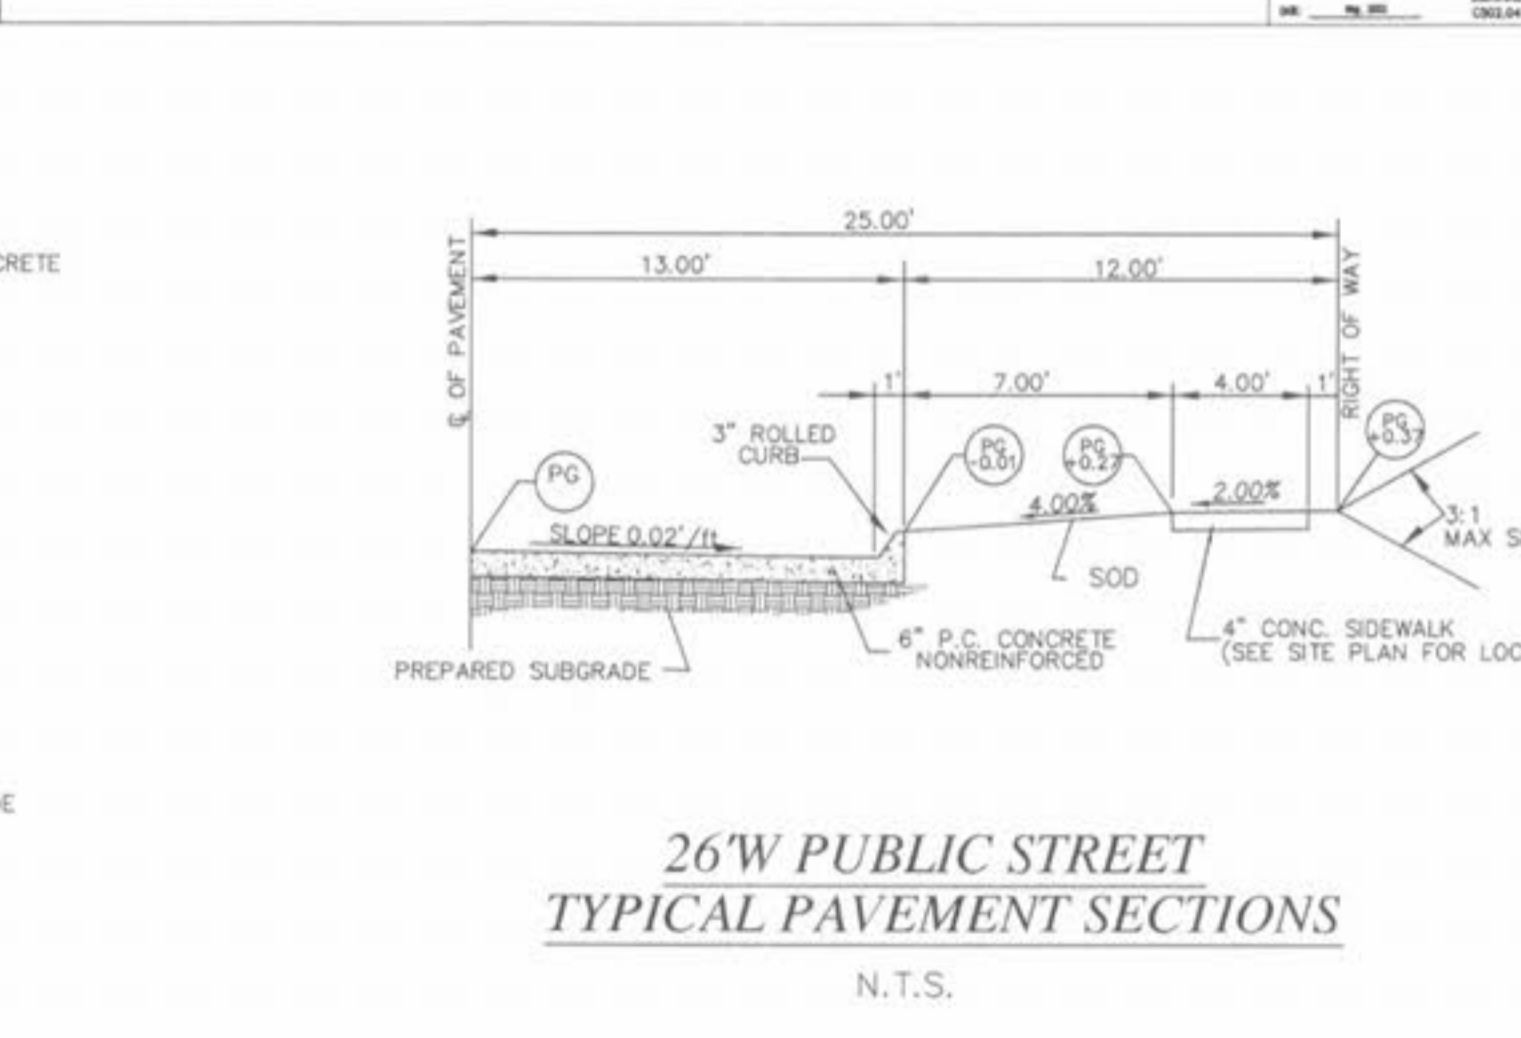 CRETE
25.00'
13.00'
12.00'
℄ OF PAVEMENT
RIGHT OF WAY
1'
7.00'
4.00'
1'
3" ROLLED
CURB
PG
PG
-0.01
PG
+0.27
PG
+0.37
SLOPE 0.02'/ft
4.00%
2.00%
3:1
MAX S
SOD
6" P.C. CONCRETE
NONREINFORCED
4" CONC. SIDEWALK
(SEE SITE PLAN FOR LOC
PREPARED SUBGRADE
E
26'W PUBLIC STREET
TYPICAL PAVEMENT SECTIONS
N.T.S.